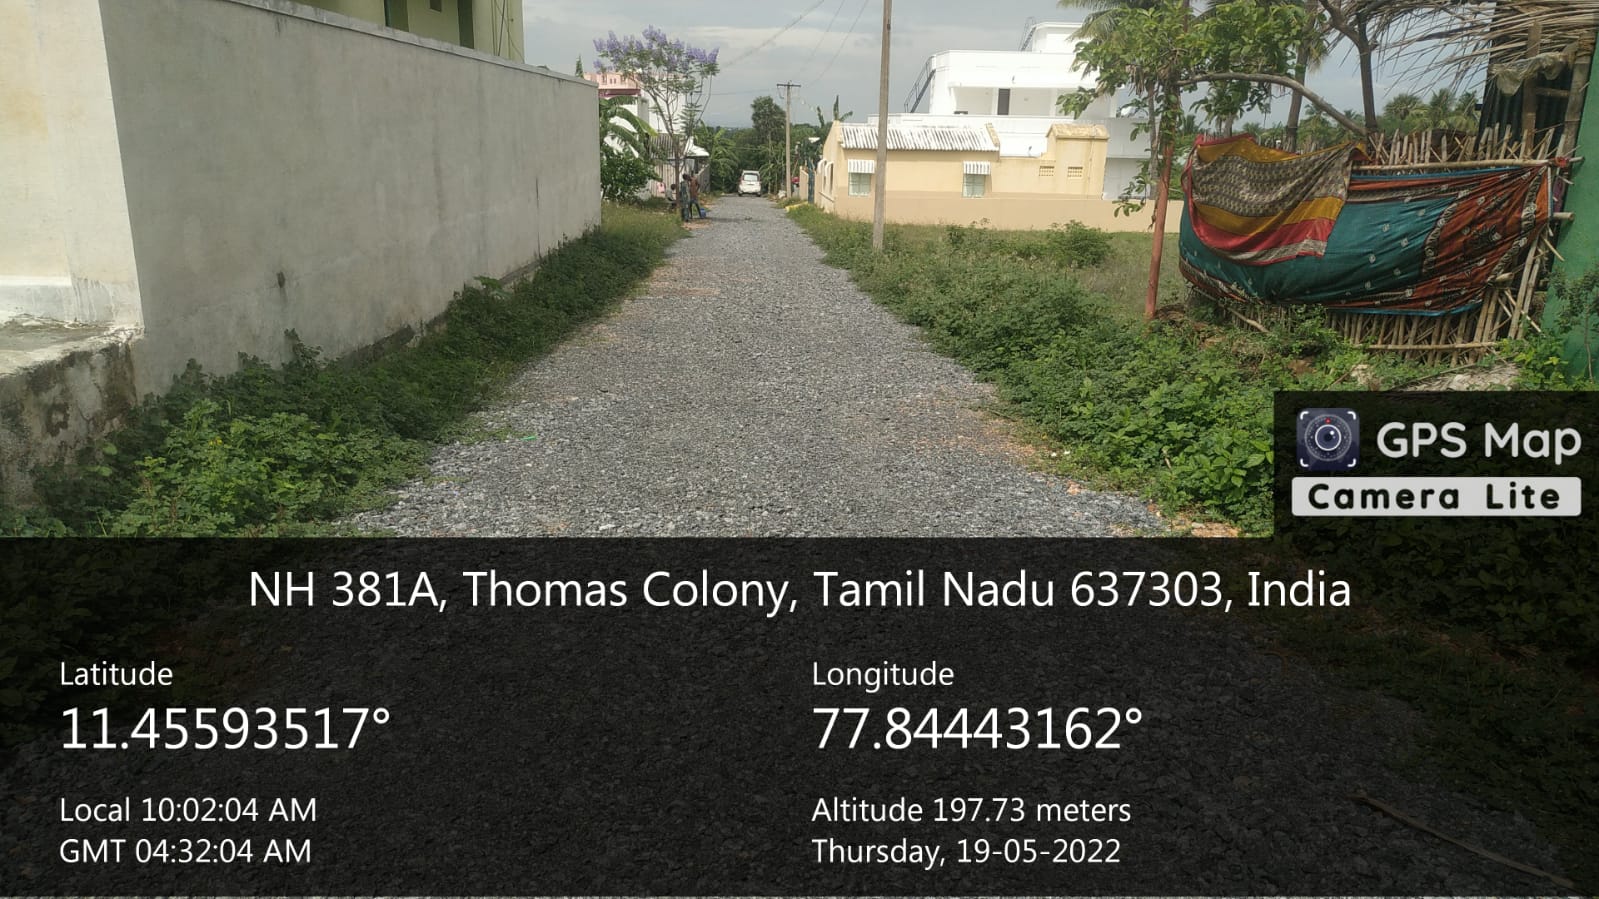 GPS Map
Camera Lite
NH 381A, Thomas Colony, Tamil Nadu 637303, India
Latitude
11.45593517°
Longitude
77.84443162°
Local 10:02:04 AM
GMT 04:32:04 AM
Altitude 197.73 meters
Thursday, 19-05-2022